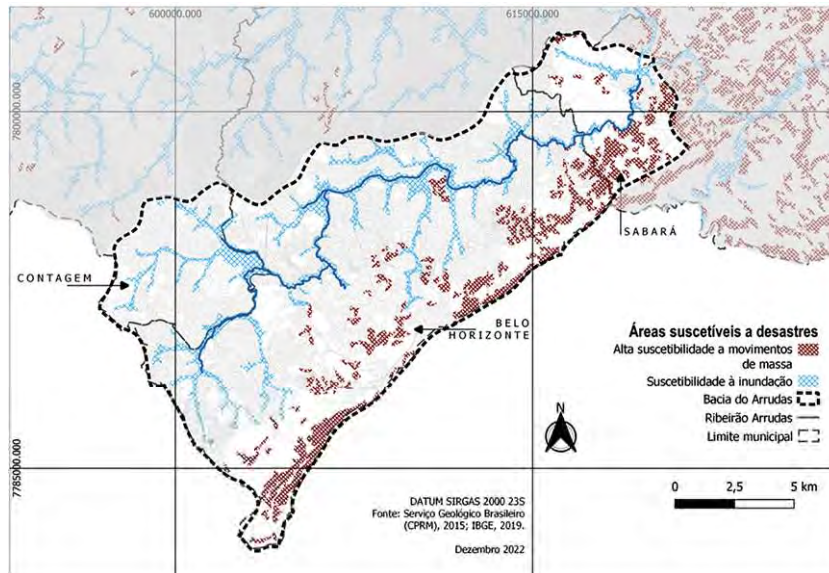 600000.000
615000.000
7800000.000
CONTAGEM
SABARÁ
BELO
HORIZONTE
Áreas suscetíveis a desastres
Alta suscetibilidade a movimentos
de massa
Suscetibilidade à inundação
Bacia do Arrudas
Ribeirão Arrudas
Limite municipal
N
7785000.000
0 2,5 5 km
DATUM SIRGAS 2000 23S
Fonte: Serviço Geológico Brasileiro
(CPRM), 2015; IBGE, 2019.
Dezembro 2022